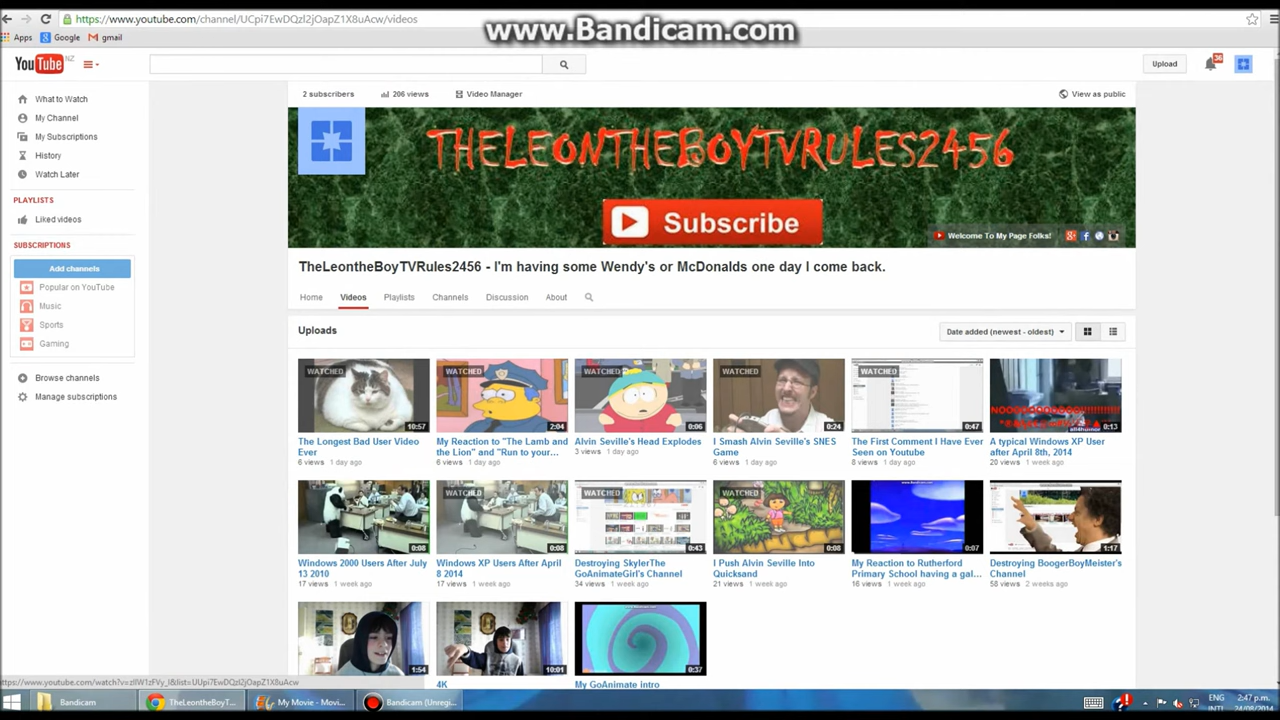 https://www.youtube.com/channel/UCpi7EwDQzl2jOapZ1X8uAcw/videos
www.Bandicam.com
Apps Google gmail
YouTube NZ
Upload
36
2 subscribers 206 views Video Manager View as public
What to Watch
My Channel
My Subscriptions
History
Watch Later
PLAYLISTS
Liked videos
SUBSCRIPTIONS
Add channels
Popular on YouTube
Music
Sports
Gaming
Browse channels
Manage subscriptions
THELEONTHEBOYTVRULES2456
Subscribe
Welcome To My Page Folks!
TheLeontheBoyTVRules2456 - I'm having some Wendy's or McDonalds one day I come back.
Home Videos Playlists Channels Discussion About
Uploads
Date added (newest - oldest)
WATCHED
10:57
The Longest Bad User Video
Ever
6 views 1 day ago
WATCHED
2:04
My Reaction to "The Lamb and
the Lion" and "Run to your...
6 views 1 day ago
WATCHED
0:06
Alvin Seville's Head Explodes
3 views 1 day ago
WATCHED
0:24
I Smash Alvin Seville's SNES
Game
6 views 1 day ago
WATCHED
0:47
The First Comment I Have Ever
Seen on Youtube
8 views 1 day ago
0:13
A typical Windows XP User
after April 8th, 2014
20 views 1 week ago
0:08
Windows 2000 Users After July
13 2010
17 views 1 week ago
WATCHED
0:08
Windows XP Users After April
8 2014
17 views 1 week ago
WATCHED
0:43
Destroying SkylerThe
GoAnimateGirl's Channel
34 views 1 week ago
WATCHED
0:08
I Push Alvin Seville Into
Quicksand
21 views 1 week ago
0:07
My Reaction to Rutherford
Primary School having a gal...
16 views 1 week ago
1:17
Destroying BoogerBoyMeister's
Channel
58 views 2 weeks ago
1:54
10:01
4K
0:37
My GoAnimate intro
Bandicam
TheLeontheBoyT...
My Movie - Movi...
Bandicam (Unregi...
ENG
INTL
2:47 p.m.
24/08/2014